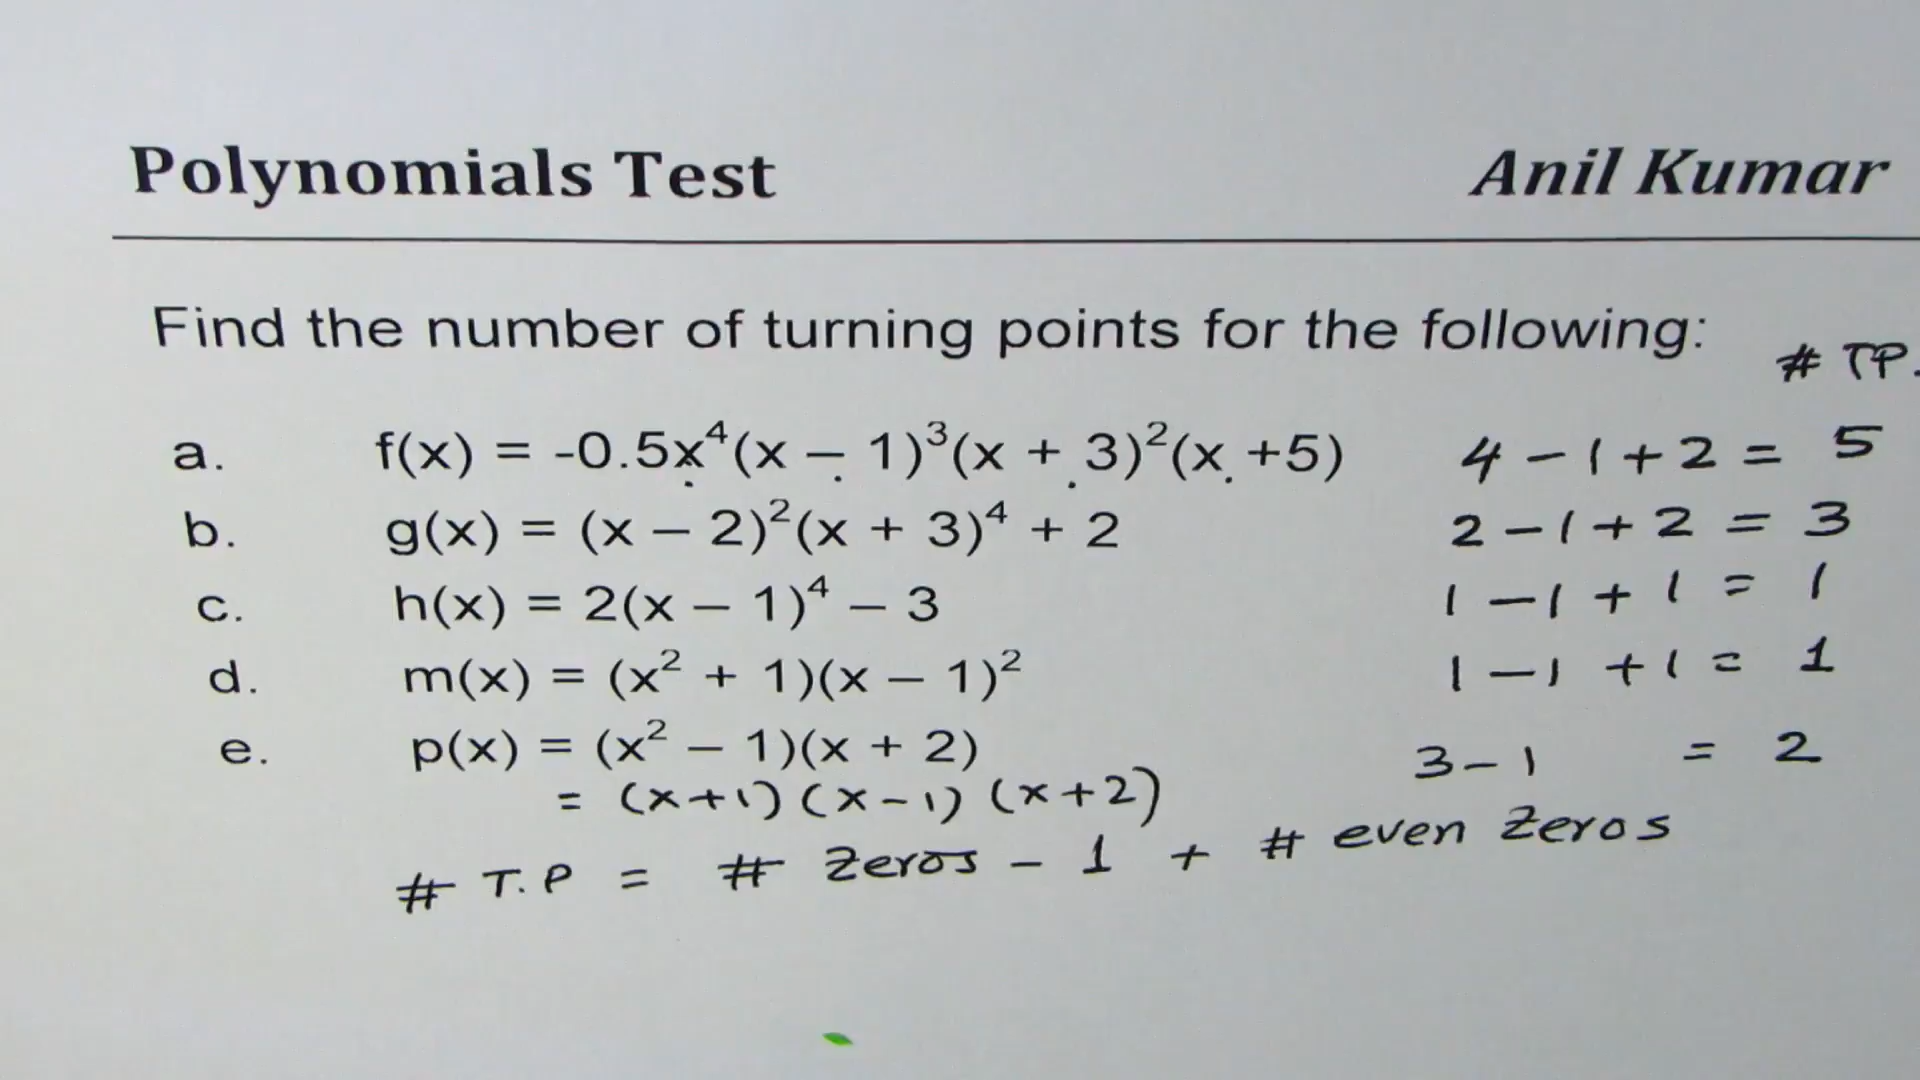 Polynomials Test Anil Kumar
Find the number of turning points for the following:
# TP.
a. f(x) = -0.5x⁴(x – 1)³(x + 3)²(x +5) 4 – 1 + 2 = 5
b. g(x) = (x – 2)²(x + 3)⁴ + 2 2 – 1 + 2 = 3
c. h(x) = 2(x – 1)⁴ – 3 1 – 1 + 1 = 1
d. m(x) = (x² + 1)(x – 1)² 1 – 1 + 1 = 1
e. p(x) = (x² – 1)(x + 2) 3 – 1 = 2
= (x+1) (x-1) (x+2)
# T.P = # Zeros – 1 + # even Zeros